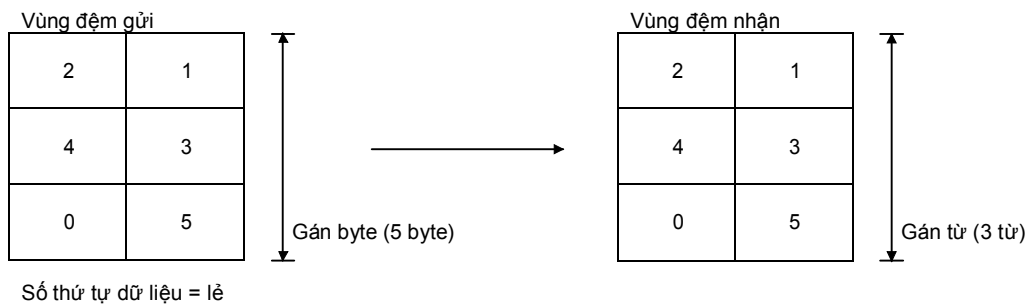 Vùng đệm gửi
2 1
4 3
0 5
Gán byte (5 byte)
Số thứ tự dữ liệu = lẻ
Vùng đệm nhận
2 1
4 3
0 5
Gán từ (3 từ)